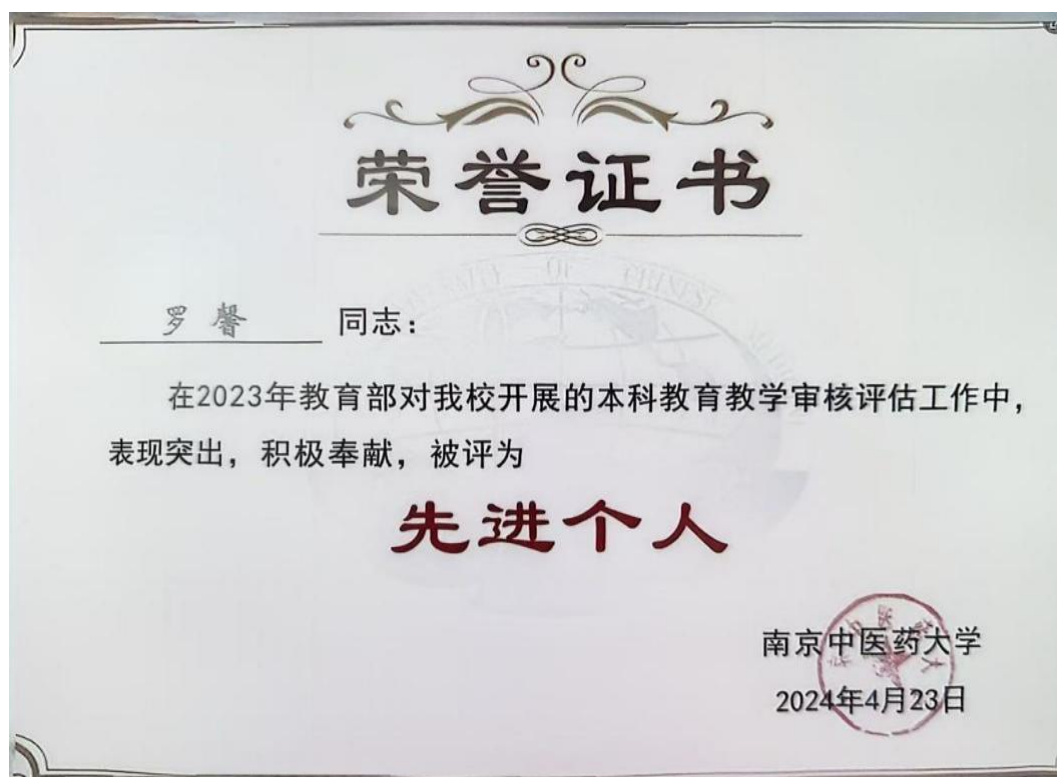 荣誉证书
罗馨 同志：
在2023年教育部对我校开展的本科教育教学审核评估工作中，
表现突出，积极奉献，被评为
先进个人
南京中医药大学
2024年4月23日